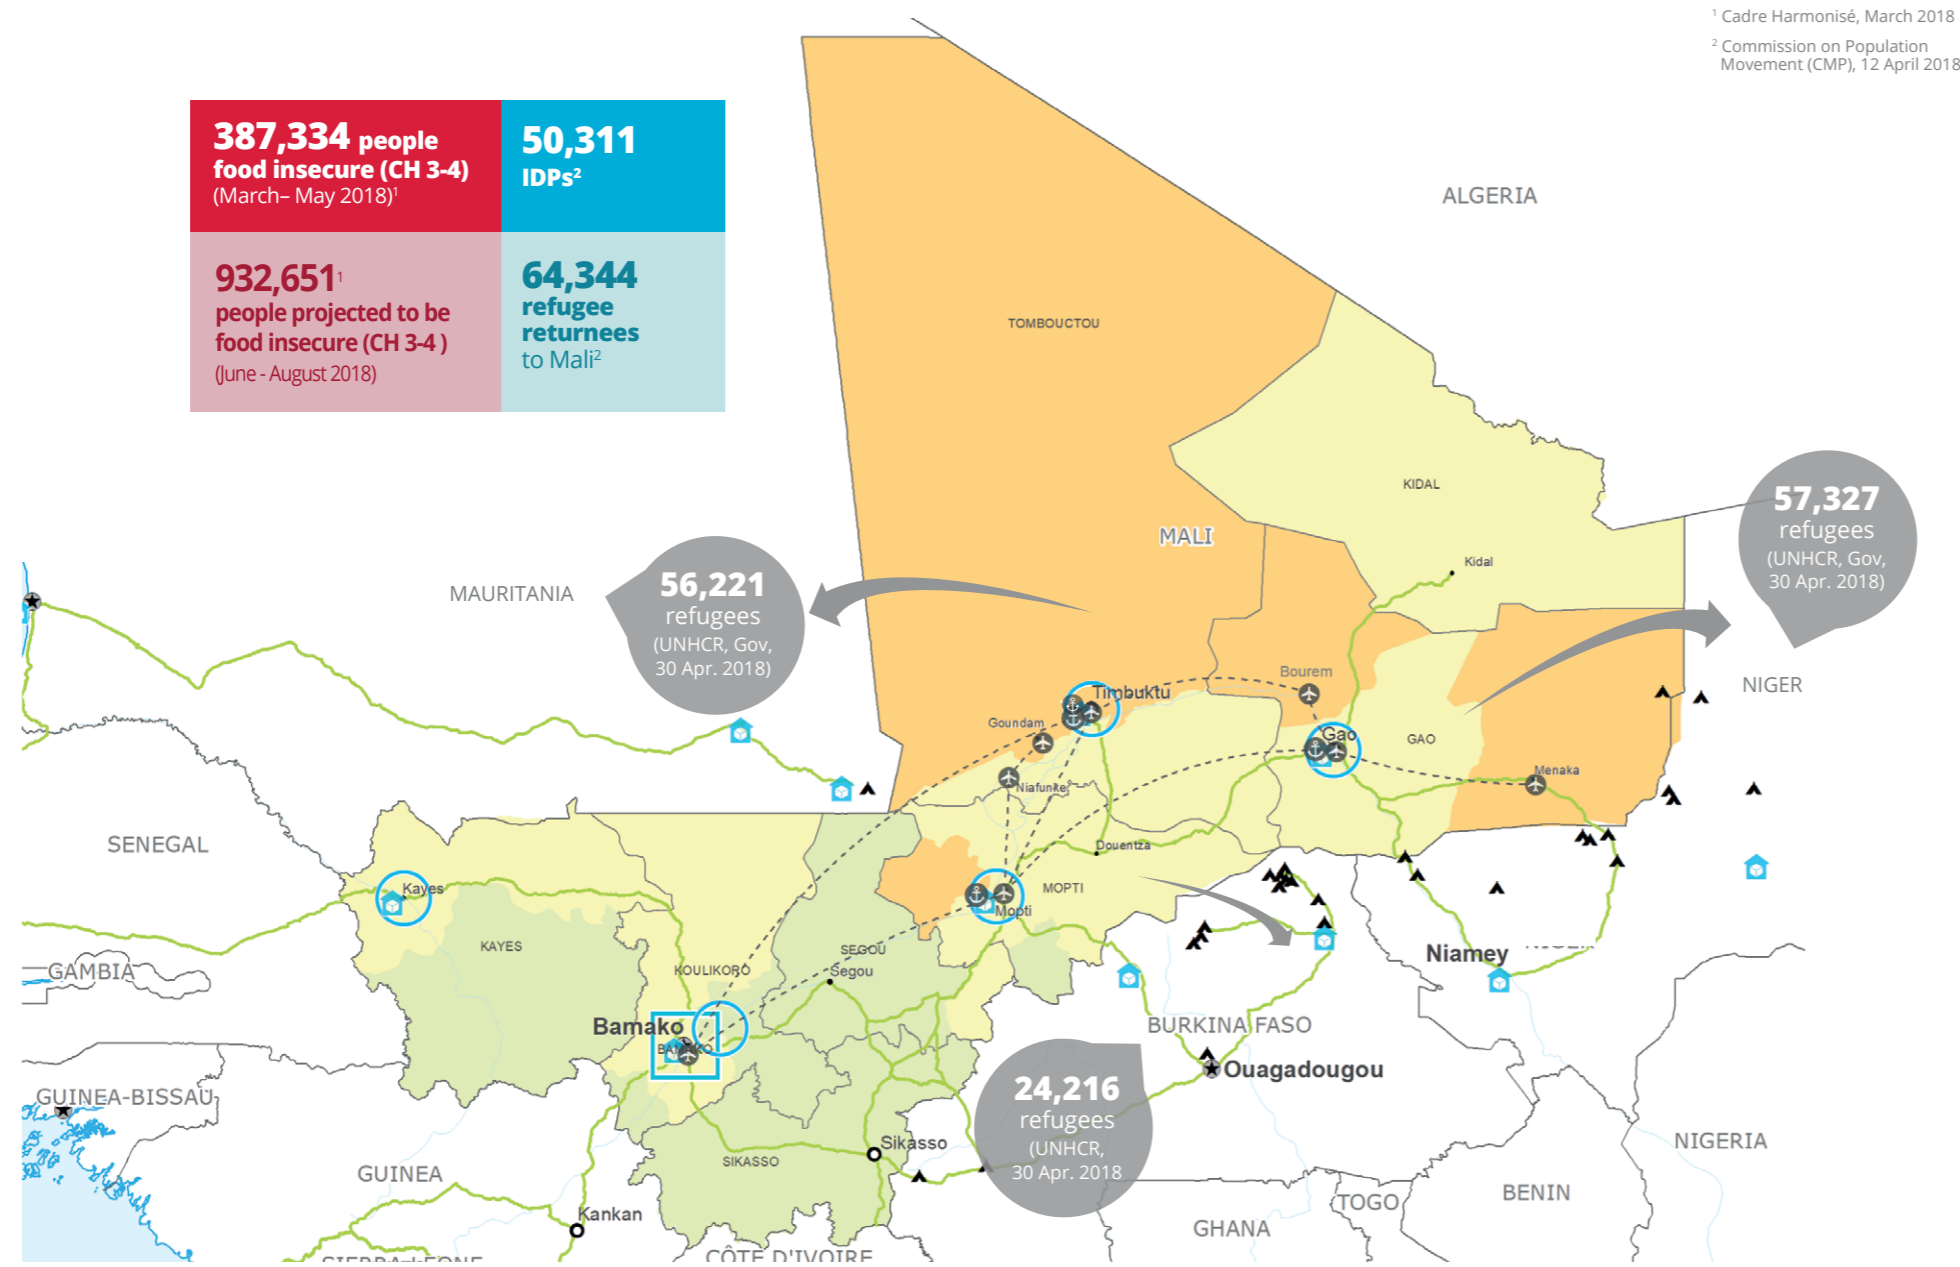 ¹ Cadre Harmonisé, March 2018
² Commission on Population
Movement (CMP), 12 April 2018
387,334 people
food insecure (CH 3-4)
(March– May 2018)¹
50,311
IDPs²
932,651¹
people projected to be
food insecure (CH 3-4 )
(June - August 2018)
64,344
refugee
returnees
to Mali²
ALGERIA
TOMBOUCTOU
KIDAL
MALI
Kidal
57,327
refugees
(UNHCR, Gov,
30 Apr. 2018)
MAURITANIA
56,221
refugees
(UNHCR, Gov,
30 Apr. 2018)
Bourem
Timbuktu
NIGER
Goundam
Gao
GAO
Menaka
Niafunke
SENEGAL
Douentza
Kayes
MOPTI
Mopti
KAYES
SEGOU
Niamey
NIGER
GAMBIA
KOULIKORO
Segou
Bamako
BAMAKO
BURKINA FASO
Ouagadougou
24,216
refugees
(UNHCR,
30 Apr. 2018
GUINEA-BISSAU
Sikasso
SIKASSO
NIGERIA
GUINEA
BENIN
TOGO
Kankan
GHANA
CÔTE D'IVOIRE
SIERRA LEONE